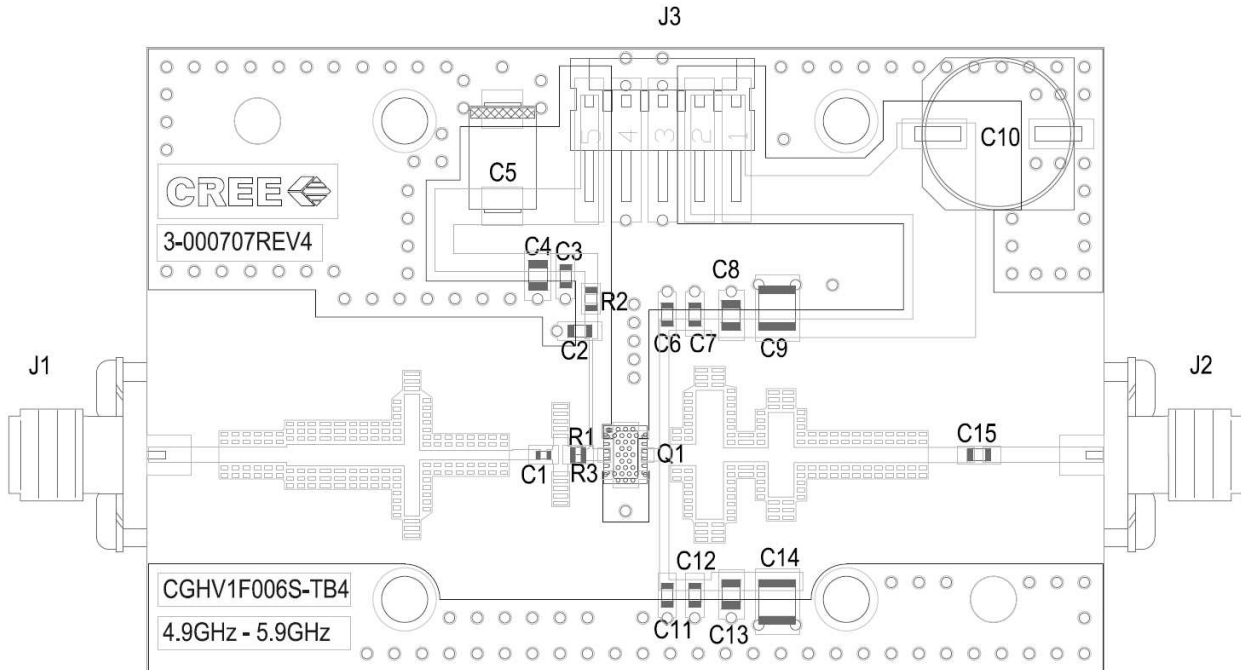 J3
5 4 3 2 1
C10
C5
CREE
3-000707REV4
C4 C3 C8
R2
C2 C6 C7 C9
J1 J2
R1
C1 R3 Q1 C15
C12 C14
CGHV1F006S-TB4
C11 C13
4.9GHz - 5.9GHz